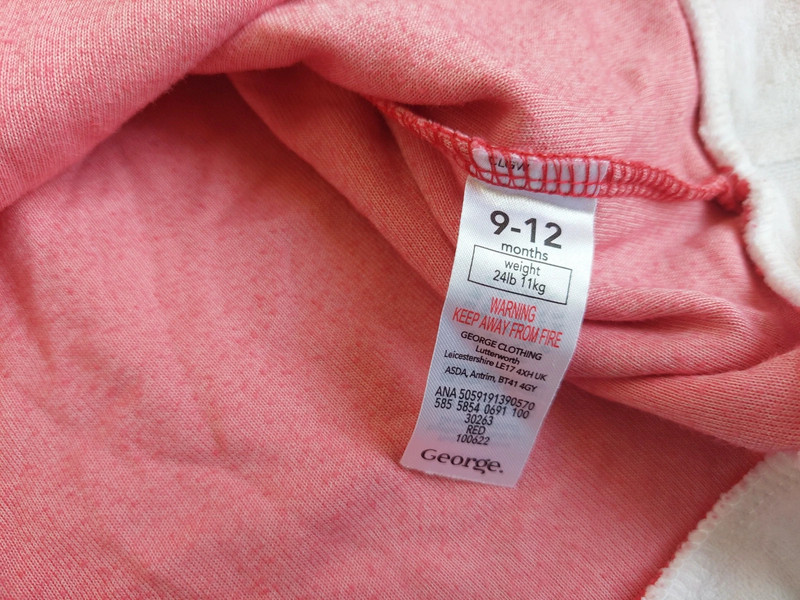 9-12
months
weight
24lb 11kg
WARNING
KEEP AWAY FROM FIRE
GEORGE CLOTHING
Lutterworth
Leicestershire LE17 4XH UK
ASDA, Antrim, BT41 4GY
ANA 5059191390570
585 5854 0691 100
30263
RED
100622
George.